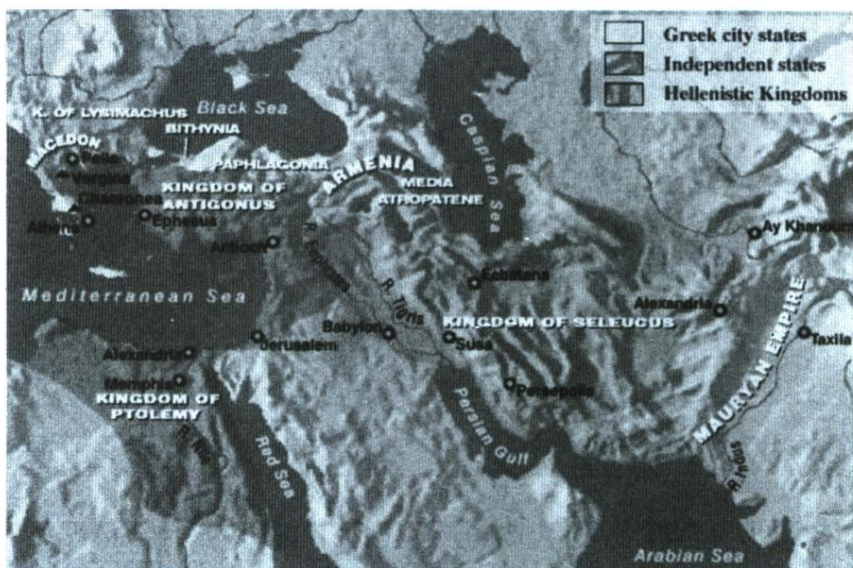 Greek city states
Independent states
Hellenistic Kingdoms
K. OF LYSIMACHUS
Black Sea
BITHYNIA
Caspian Sea
MACEDON
Pella
PAPHLAGONIA
ARMENIA
Vergina
MEDIA
ATROPATENE
KINGDOM OF
ANTIGONUS
Athens
Ephesus
Ay Khanoum
Antioch
R. Euphrates
Ecbatana
Mediterranean Sea
R. Tigris
Alexandria
MAURYAN EMPIRE
Babylon
KINGDOM OF SELEUCUS
Taxila
Alexandria
Jerusalem
Susa
Memphis
Persepolis
KINGDOM OF
PTOLEMY
Persian Gulf
R. Nile
Red Sea
R. Indus
Arabian Sea